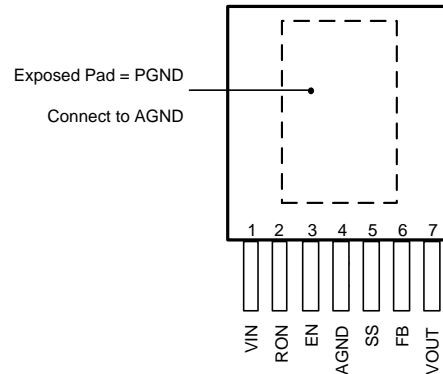 Exposed Pad = PGND
Connect to AGND
1 2 3 4 5 6 7
VIN
RON
EN
AGND
SS
FB
VOUT